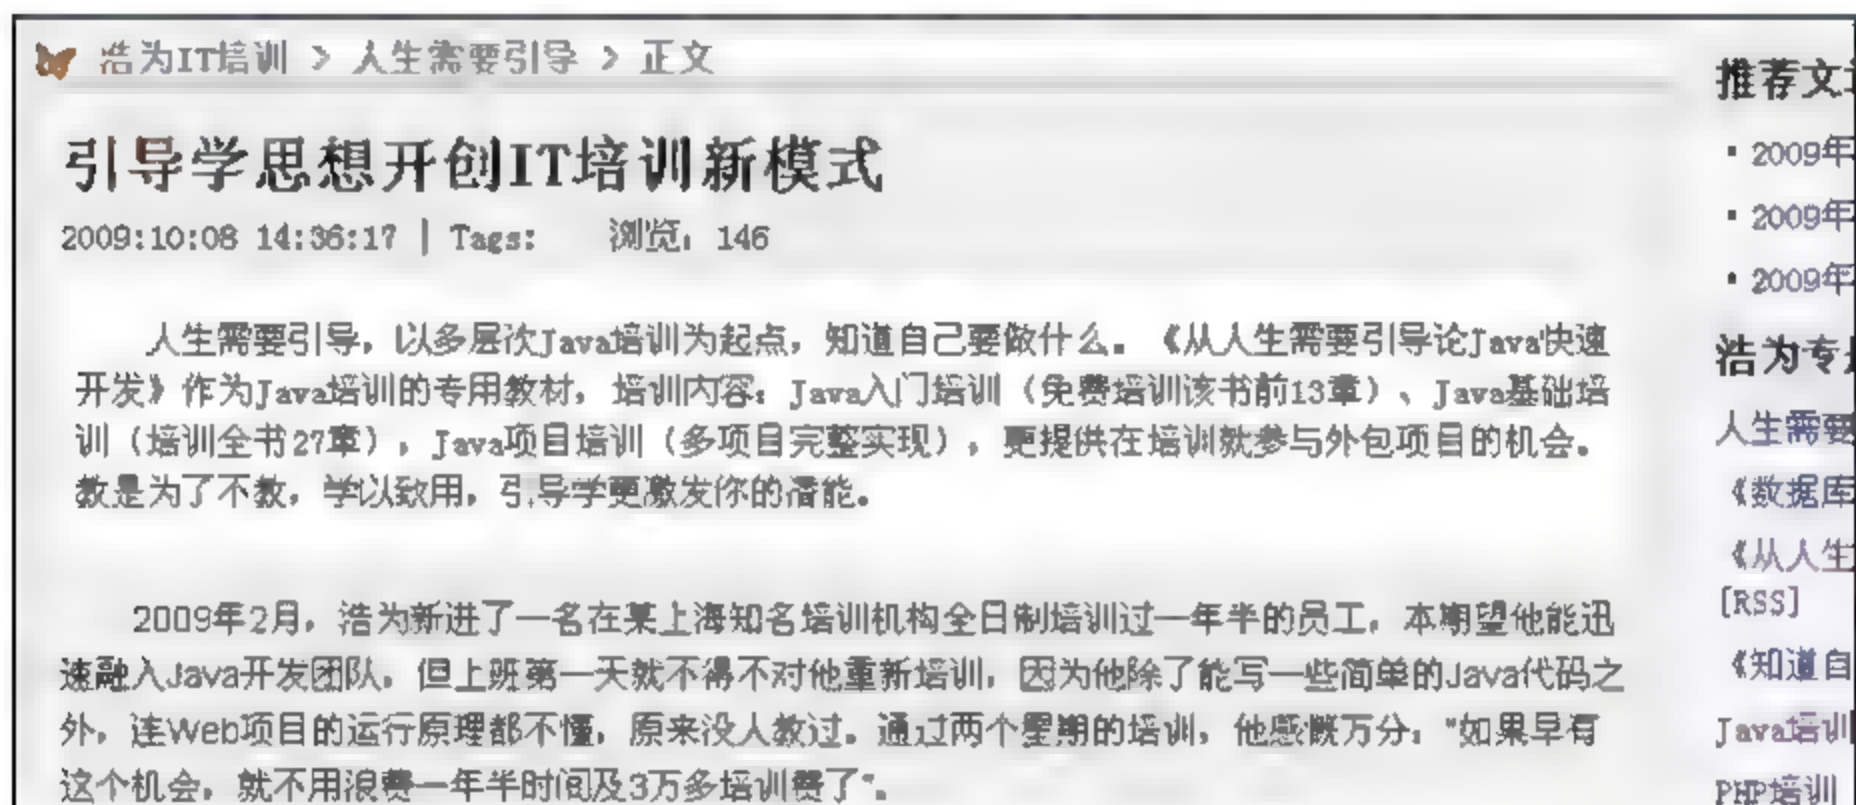 浩为IT培训 > 人生需要引导 > 正文
引导学思想开创IT培训新模式
2009:10:08 14:36:17 | Tags: 浏览: 146
人生需要引导，以多层次Java培训为起点，知道自己要做什么。《从人生需要引导论Java快速
开发》作为Java培训的专用教材，培训内容：Java入门培训（免费培训该书前13章）、Java基础培
训（培训全书27章），Java项目培训（多项目完整实现），更提供在培训就参与外包项目的机会。
教是为了不教，学以致用，引导学更激发你的潜能。
2009年2月，浩为新进了一名在某上海知名培训机构全日制培训过一年半的员工，本期望他能迅
速融入Java开发团队，但上班第一天就不得不对他重新培训，因为他除了能写一些简单的Java代码之
外，连Web项目的运行原理都不懂，原来没人教过。通过两个星期的培训，他感慨万分："如果早有
这个机会，就不用浪费一年半时间及3万多培训费了"。
推荐文
▪ 2009年
▪ 2009年
▪ 2009年
浩为专
人生需要
《数据库
《从人生
[RSS]
《知道自
Java培训
PHP培训